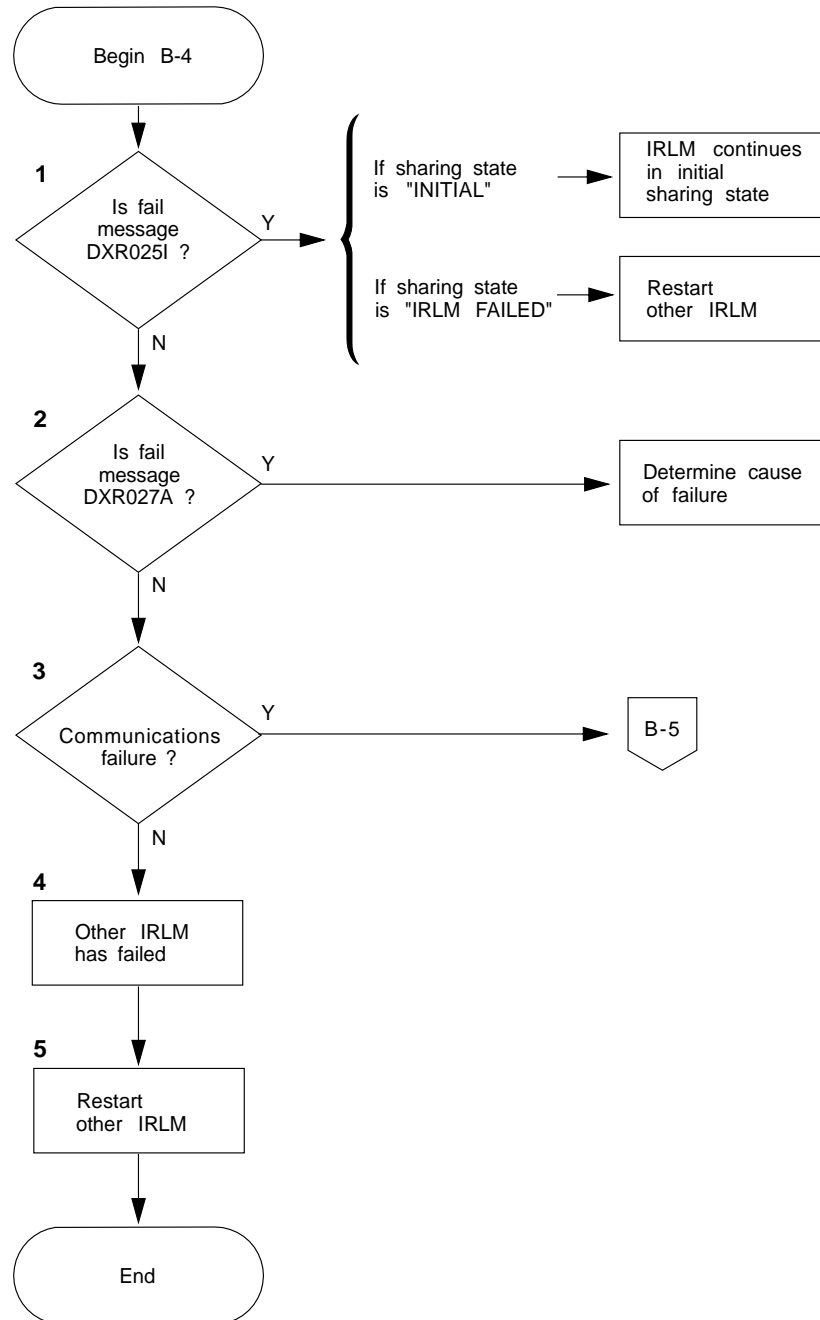 Begin B-4
1
Is fail
message
DXR025I ?
Y
N
If sharing state
is "INITIAL"
IRLM continues
in initial
sharing state
If sharing state
is "IRLM FAILED"
Restart
other IRLM
2
Is fail
message
DXR027A ?
Y
N
Determine cause
of failure
3
Communications
failure ?
Y
N
B-5
4
Other IRLM
has failed
5
Restart
other IRLM
End